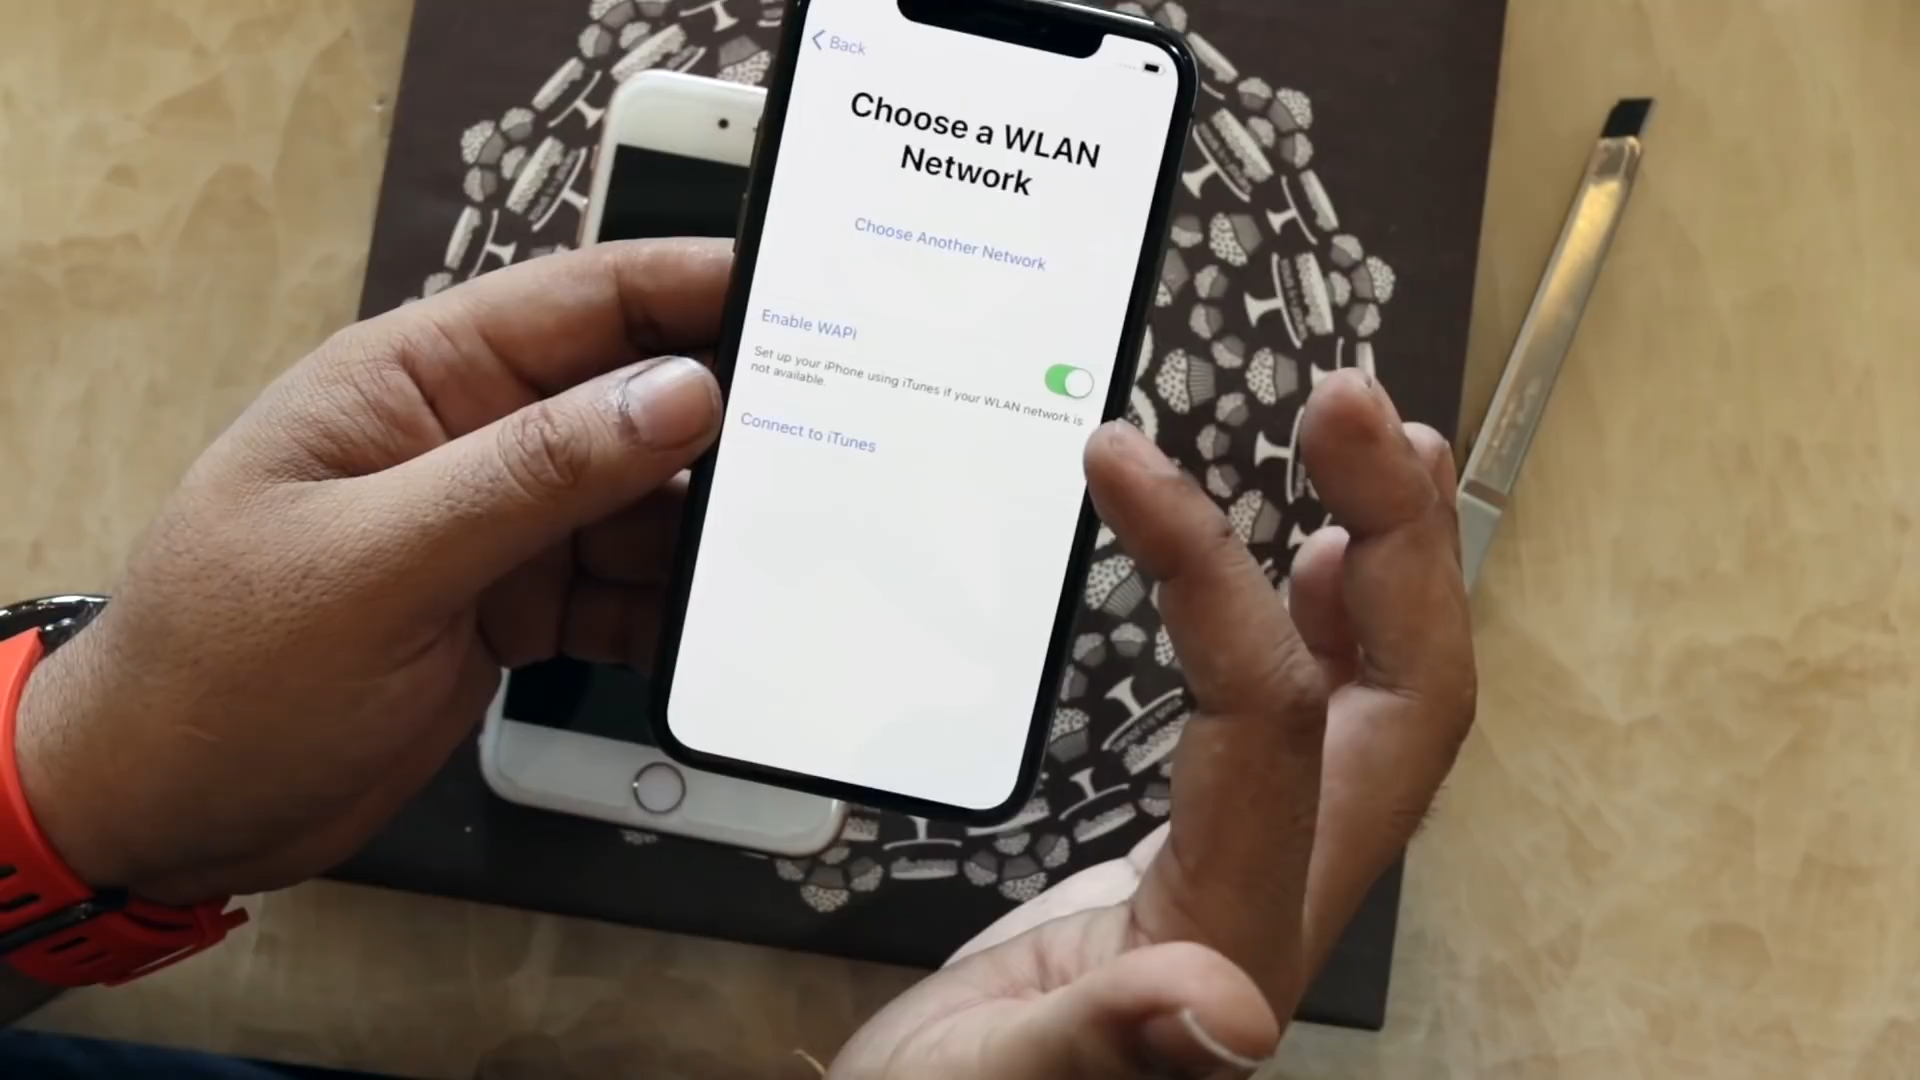 Back
Choose a WLAN
Network
Choose Another Network
Enable WAPI
Set up your iPhone using iTunes if your WLAN network is
not available.
Connect to iTunes